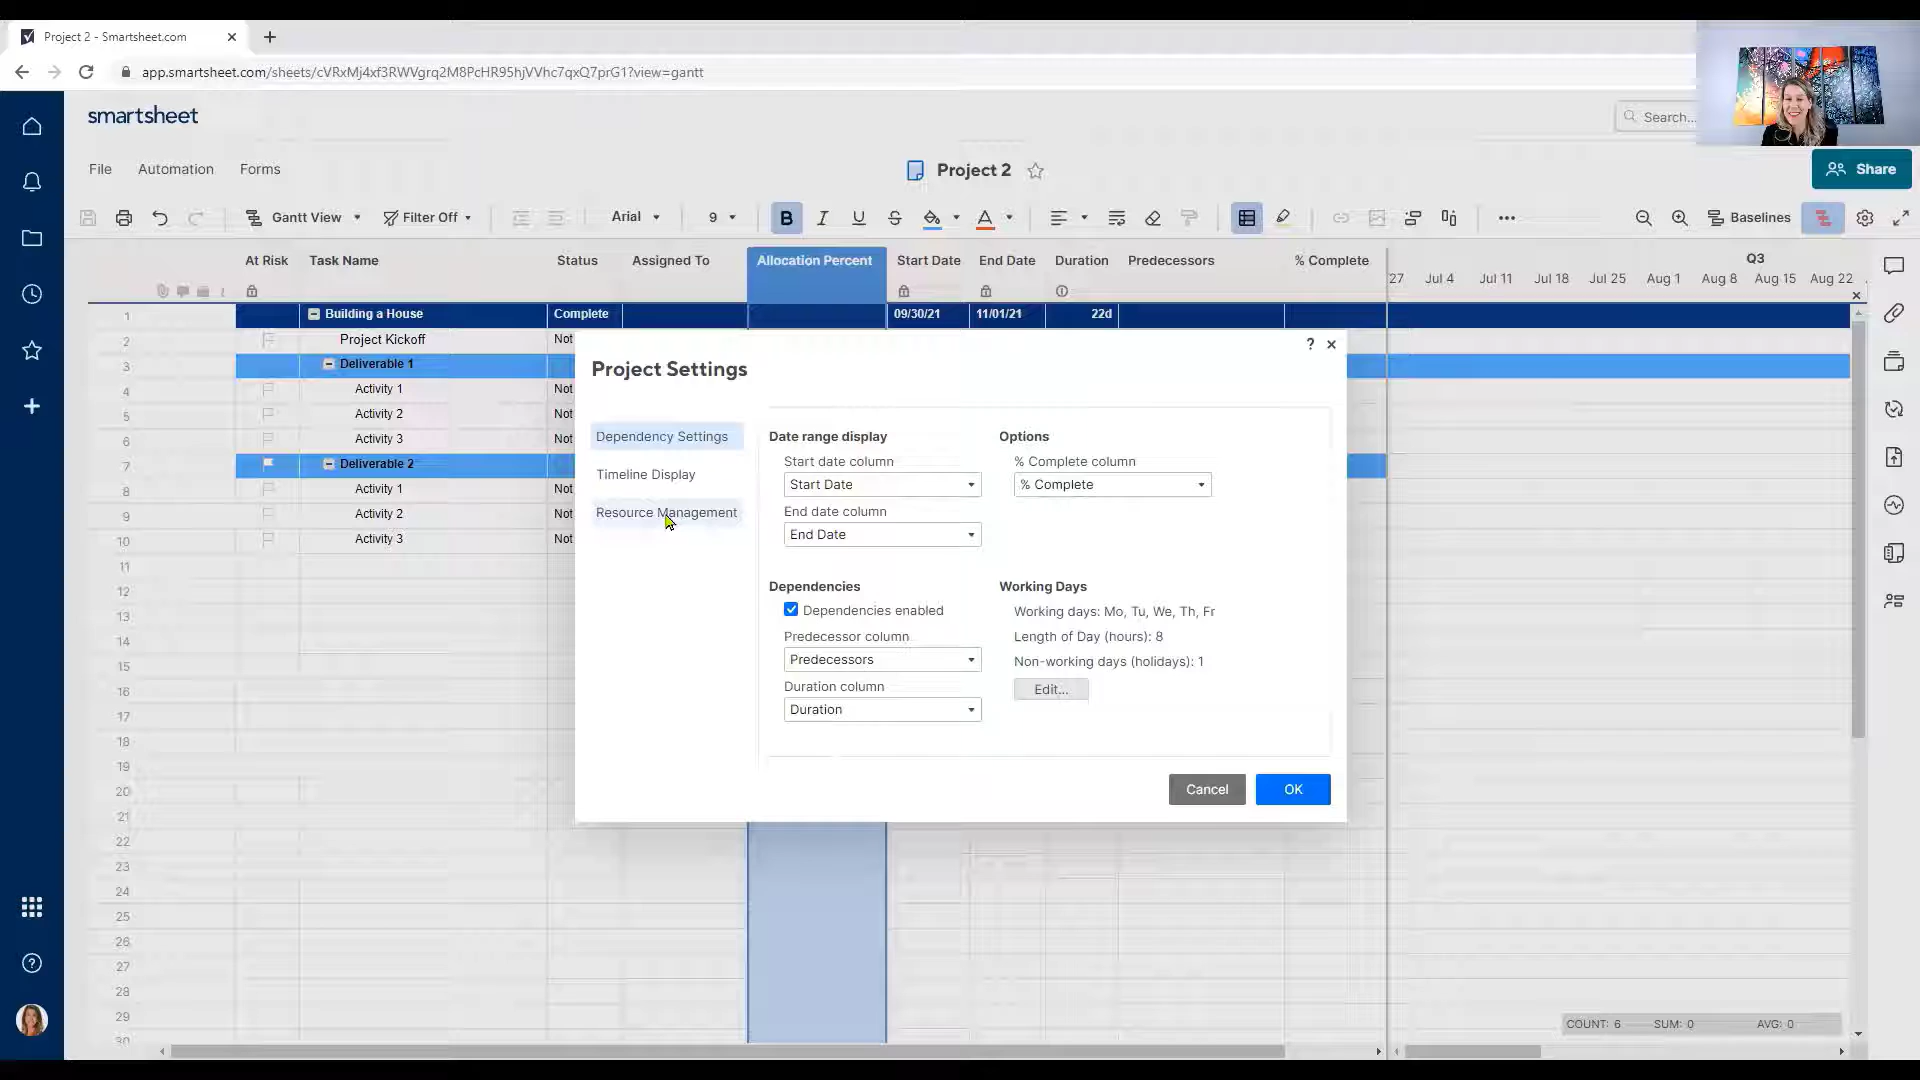 Project 2 - Smartsheet.com
app.smartsheet.com/sheets/cVRxMj4xf3RWVgrq2M8PcHR95hjVVhc7qxQ7prG1?view=gantt
smartsheet
Search...
File Automation Forms
Project 2
Share
Gantt View
Filter Off
Arial
9
B I U S A
Baselines
At Risk Task Name Status Assigned To Allocation Percent Start Date End Date Duration Predecessors % Complete
Q3
27 Jul 4 Jul 11 Jul 18 Jul 25 Aug 1 Aug 8 Aug 15 Aug 22
1 Building a House Complete 09/30/21 11/01/21 22d
2 Project Kickoff Not
3 Deliverable 1
4 Activity 1 Not
5 Activity 2 Not
6 Activity 3 Not
7 Deliverable 2 Not
8 Activity 1 Not
9 Activity 2 Not
10 Activity 3 Not
11
12
13
14
15
16
17
18
19
20
21
22
23
24
25
26
27
28
29
30
Project Settings
?
Dependency Settings
Timeline Display
Resource Management
Date range display
Start date column
Start Date
End date column
End Date
Options
% Complete column
% Complete
Dependencies
Dependencies enabled
Predecessor column
Predecessors
Duration column
Duration
Working Days
Working days: Mo, Tu, We, Th, Fr
Length of Day (hours): 8
Non-working days (holidays): 1
Edit...
Cancel OK
COUNT: 6 SUM: 0 AVG: 0